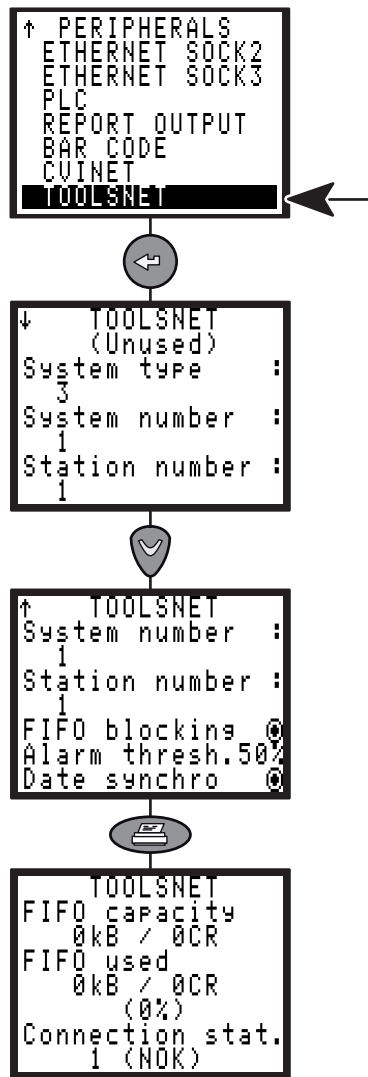 ↑ PERIPHERALS
ETHERNET SOCK2
ETHERNET SOCK3
PLC
REPORT OUTPUT
BAR CODE
CVINET
TOOLSNET
↓ TOOLSNET
(Unused)
System type :
3
System number :
1
Station number :
1
↑ TOOLSNET
System number :
1
Station number :
1
FIFO blocking
Alarm thresh.50%
Date synchro
TOOLSNET
FIFO capacity
0kB / 0CR
FIFO used
0kB / 0CR
(0%)
Connection stat.
1 (NOK)